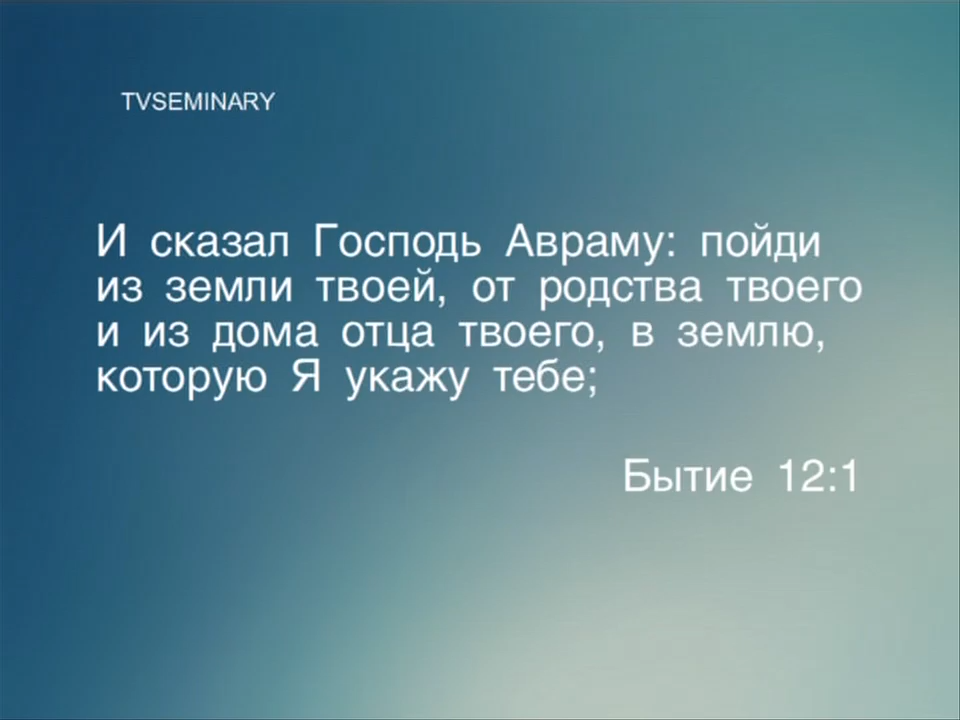 TVSEMINARY
И сказал Господь Авраму: пойди
из земли твоей, от родства твоего
и из дома отца твоего, в землю,
которую Я укажу тебе;
Бытие 12:1